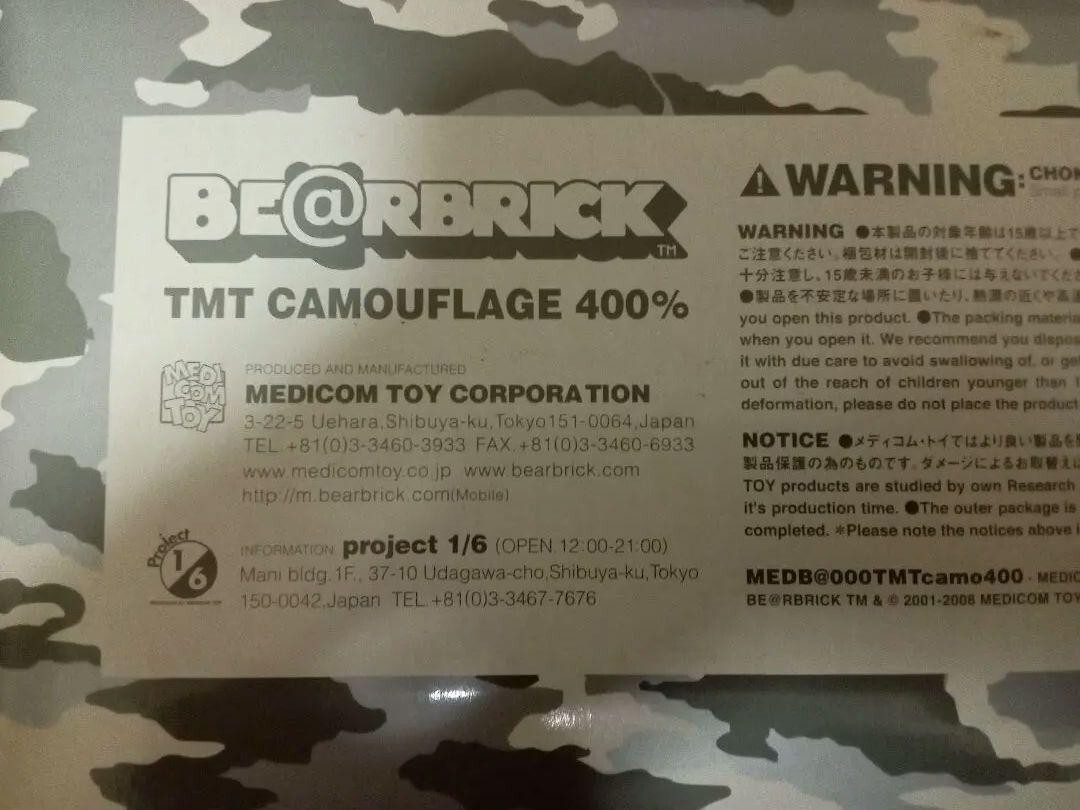 BE@RBRICK TM
TMT CAMOUFLAGE 400%
MEDI
COM
TOY
PRODUCED AND MANUFACTURED
MEDICOM TOY CORPORATION
3-22-5 Uehara,Shibuya-ku,Tokyo151-0064,Japan
TEL.+81(0)3-3460-3933 FAX.+81(0)3-3460-6933
www.medicomtoy.co.jp www.bearbrick.com
http://m.bearbrick.com(Mobile)
Project
1/6
INFORMATION project 1/6 (OPEN.12:00-21:00)
Mani bldg.1F., 37-10 Udagawa-cho,Shibuya-ku,Tokyo
150-0042,Japan TEL.+81(0)3-3467-7676
WARNING: CHOK
Small p
WARNING ●本製品の対象年齢は15歳以上で
ご注意ください。梱包材は開封後に捨ててください。●
十分注意し、15歳未満のお子様には与えないでくだ
●製品を不安定な場所に置いたり、熱源の近くや高温
you open this product. ●The packing materia
when you open it. We recommend you dispos
it with due care to avoid swallowing of, or ge
out of the reach of children younger than 1
deformation, please do not place the product
NOTICE ●メディコム・トイではより良い製品を
製品保護の為のものです。ダメージによるお取替えは
TOY products are studied by own Research
it's production time. ●The outer package is
completed. *Please note the notices above i
MEDB@000TMTcamo400 · MEDIC
BE@RBRICK TM & © 2001-2008 MEDICOM TOY